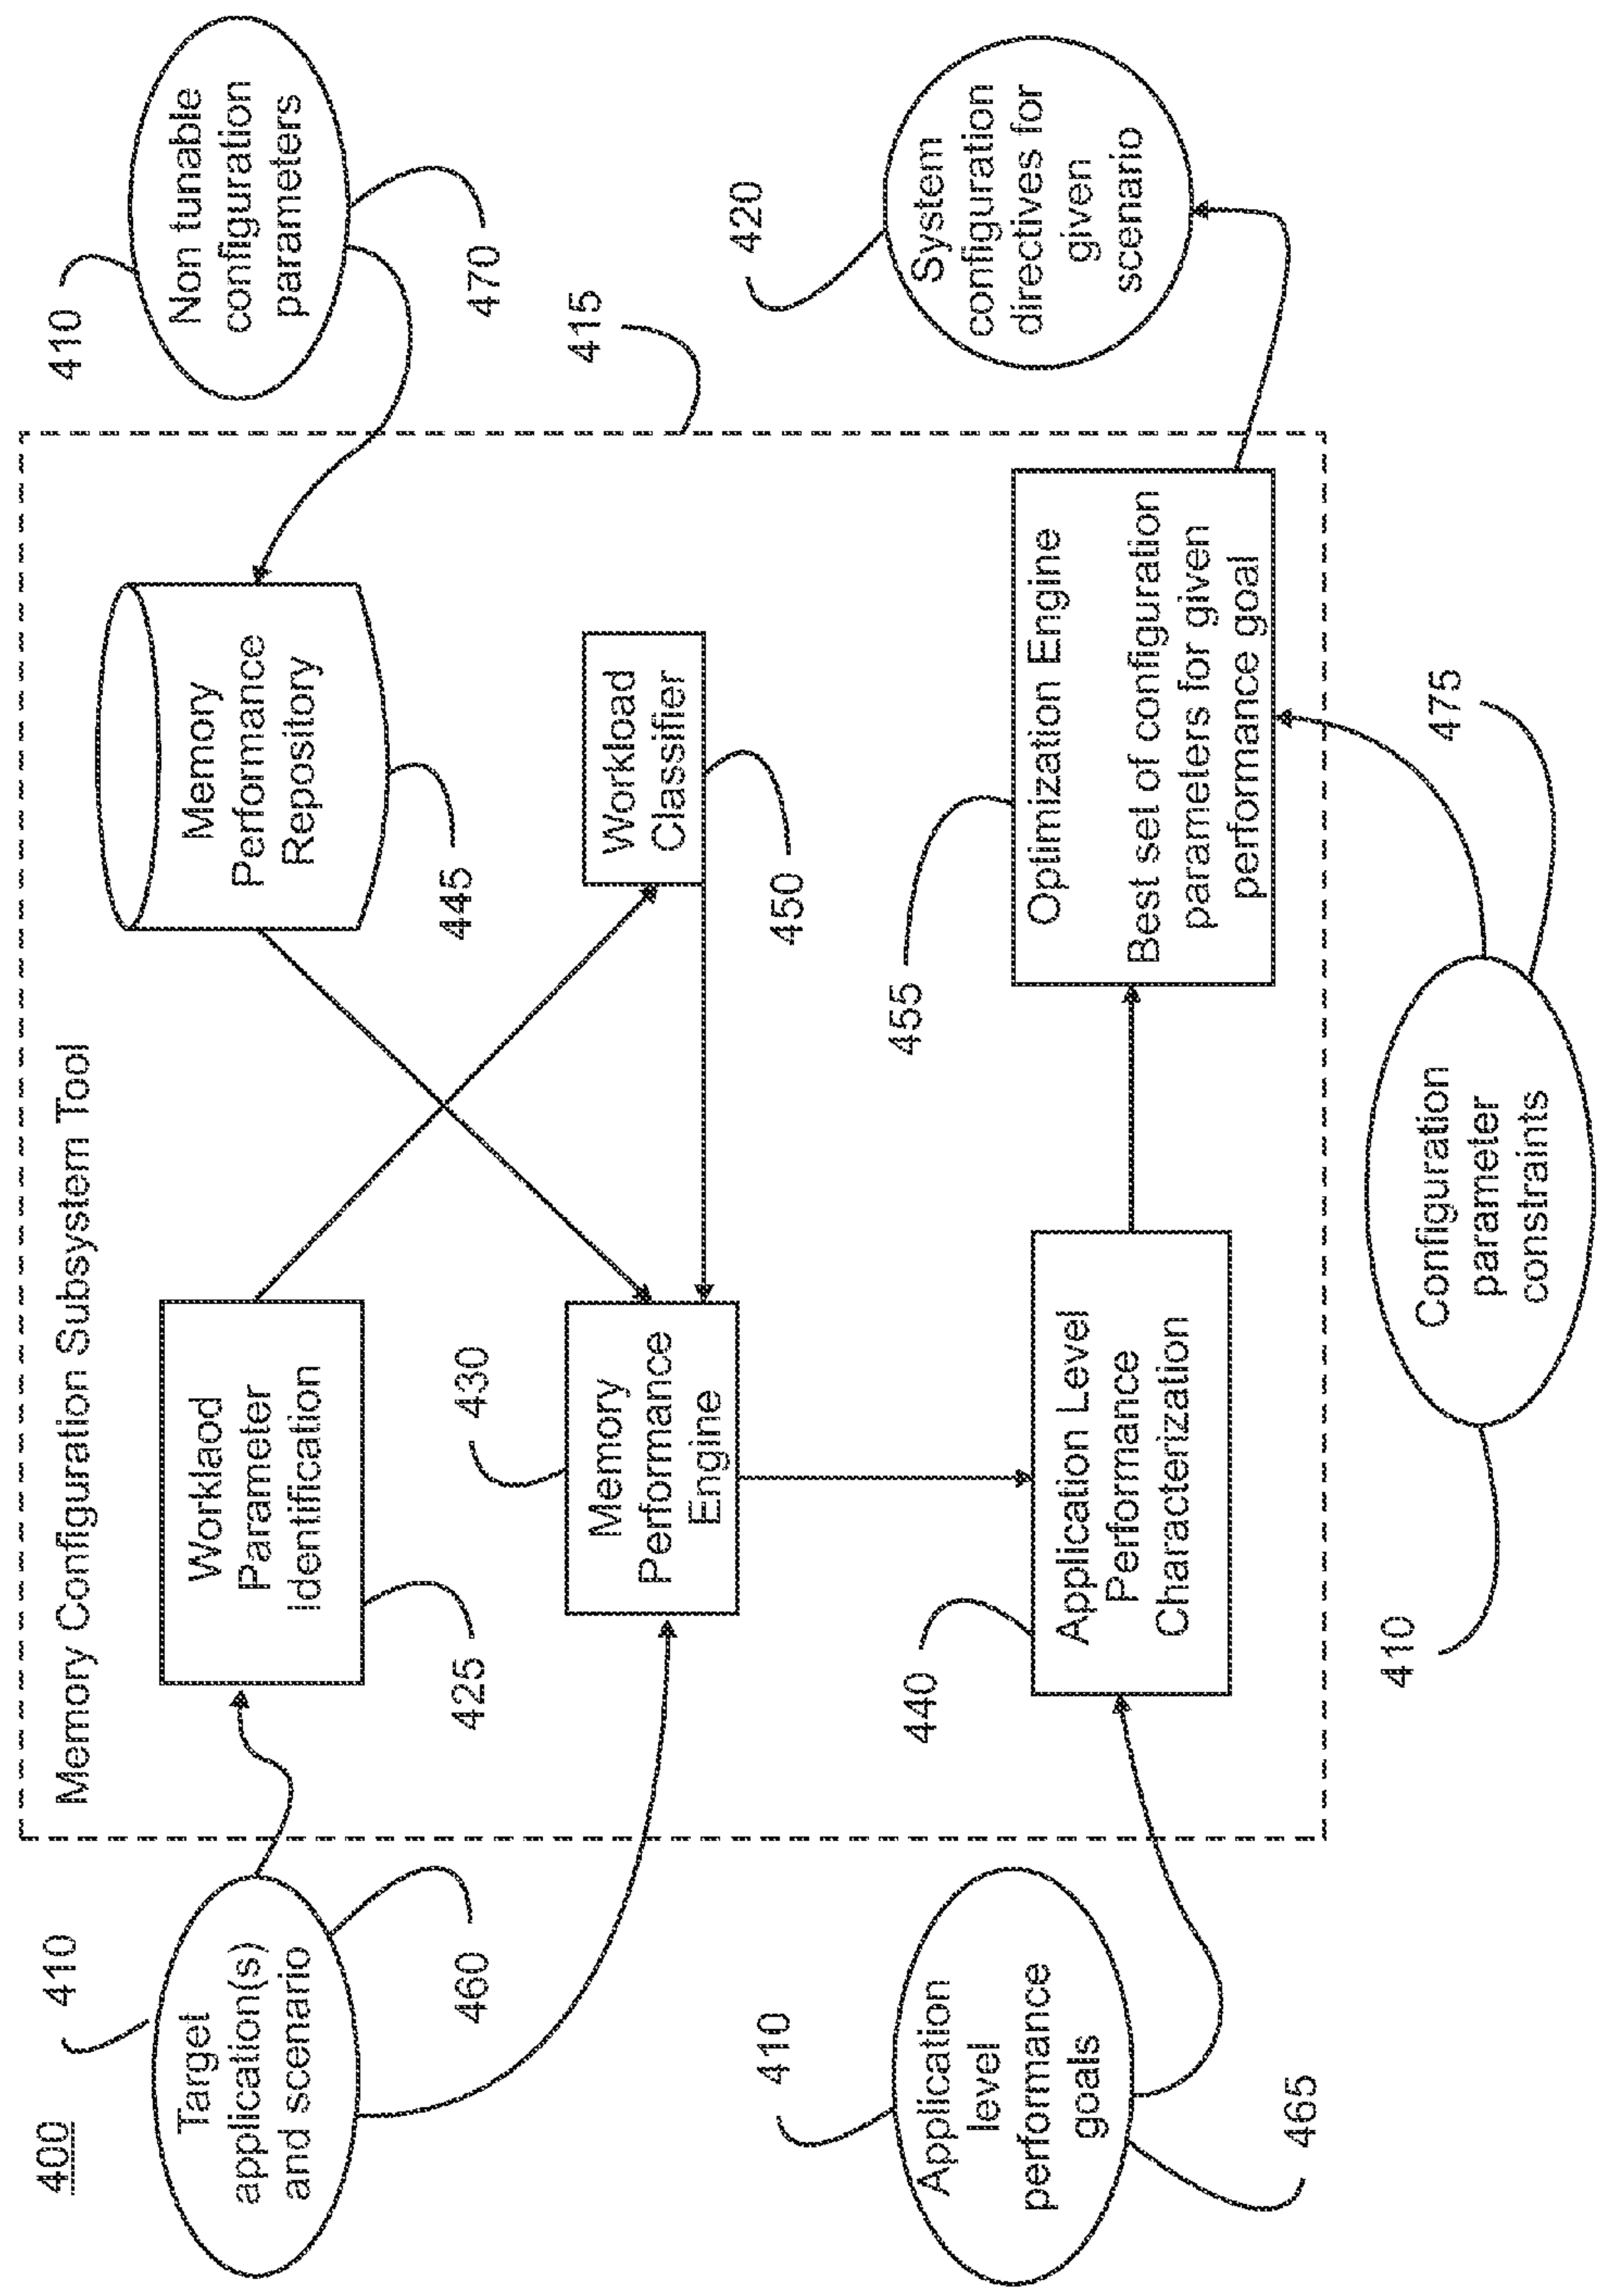 400
410
Target
application(s)
and scenario
460
Memory Configuration Subsystem Tool
Worklaod
Parameter
Identification
425
Memory
Performance
Repository
445
410
Non tunable
configuration
parameters
470
430
Memory
Performance
Engine
Workload
Classifier
450
415
410
Application
level
performance
goals
465
440
Application Level
Performance
Characterization
455
Optimization Engine
Best set of configuration
parameters for given
performance goal
420
System
configuration
directives for
given
scenario
410
Configuration
parameter
constraints
475